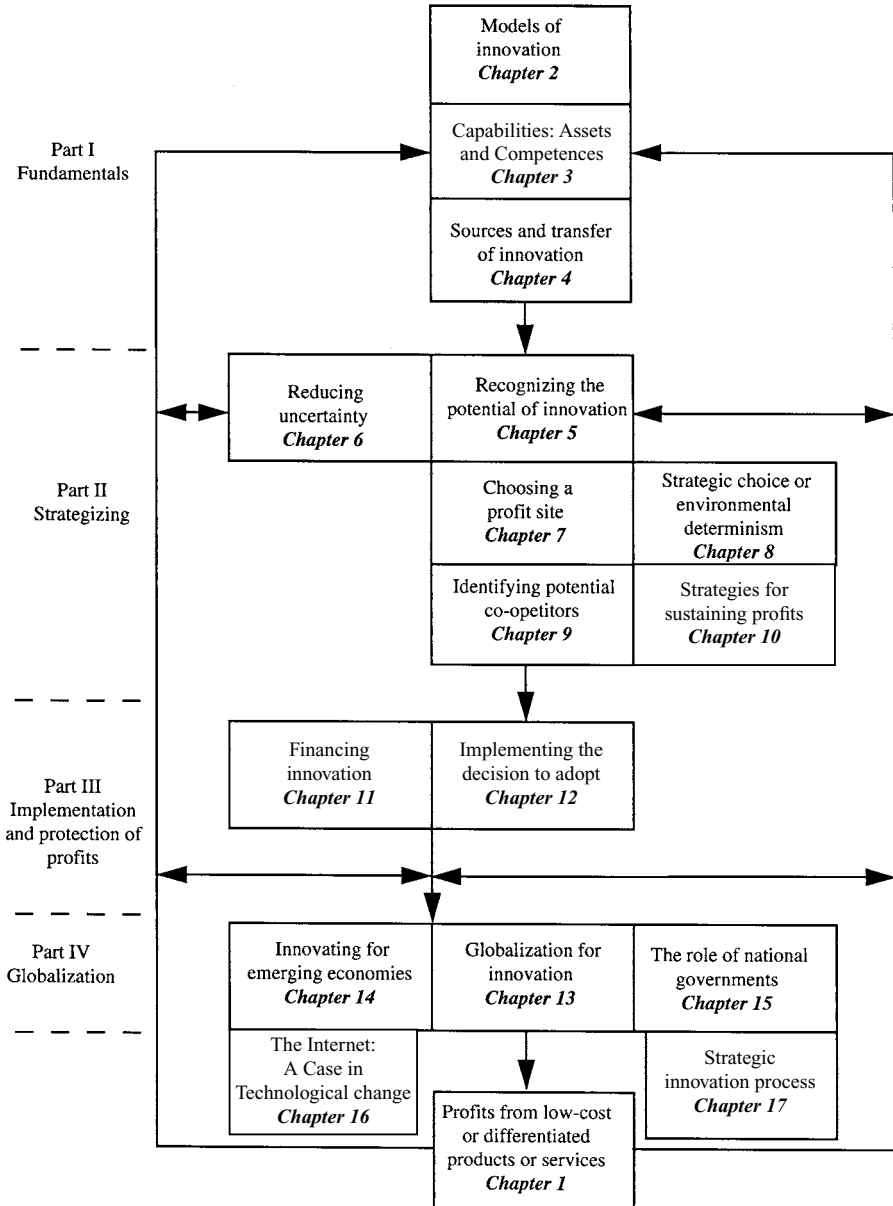 Models of
innovation
Chapter 2
Part I
Fundamentals
Capabilities: Assets
and Competences
Chapter 3
Sources and transfer
of innovation
Chapter 4
Part II
Strategizing
Reducing
uncertainty
Chapter 6
Recognizing the
potential of innovation
Chapter 5
Choosing a
profit site
Chapter 7
Strategic choice or
environmental
determinism
Chapter 8
Identifying potential
co-opetitors
Chapter 9
Strategies for
sustaining profits
Chapter 10
Part III
Implementation
and protection of
profits
Financing
innovation
Chapter 11
Implementing the
decision to adopt
Chapter 12
Part IV
Globalization
Innovating for
emerging economies
Chapter 14
Globalization for
innovation
Chapter 13
The role of national
governments
Chapter 15
The Internet:
A Case in
Technological change
Chapter 16
Strategic
innovation process
Chapter 17
Profits from low-cost
or differentiated
products or services
Chapter 1